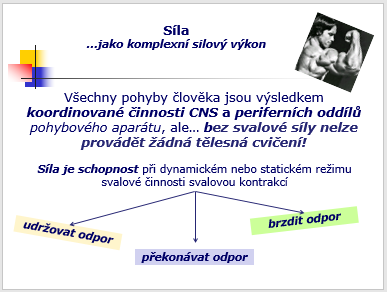 Síla
...jako komplexní silový výkon
Všechny pohyby člověka jsou výsledkem
koordinované činnosti CNS a periferních oddílů
pohybového aparátu, ale... bez svalové síly nelze
provádět žádná tělesná cvičení!
Síla je schopnost při dynamickém nebo statickém režimu
svalové činnosti svalovou kontrakcí
udržovat odpor
překonávat odpor
brzdit odpor